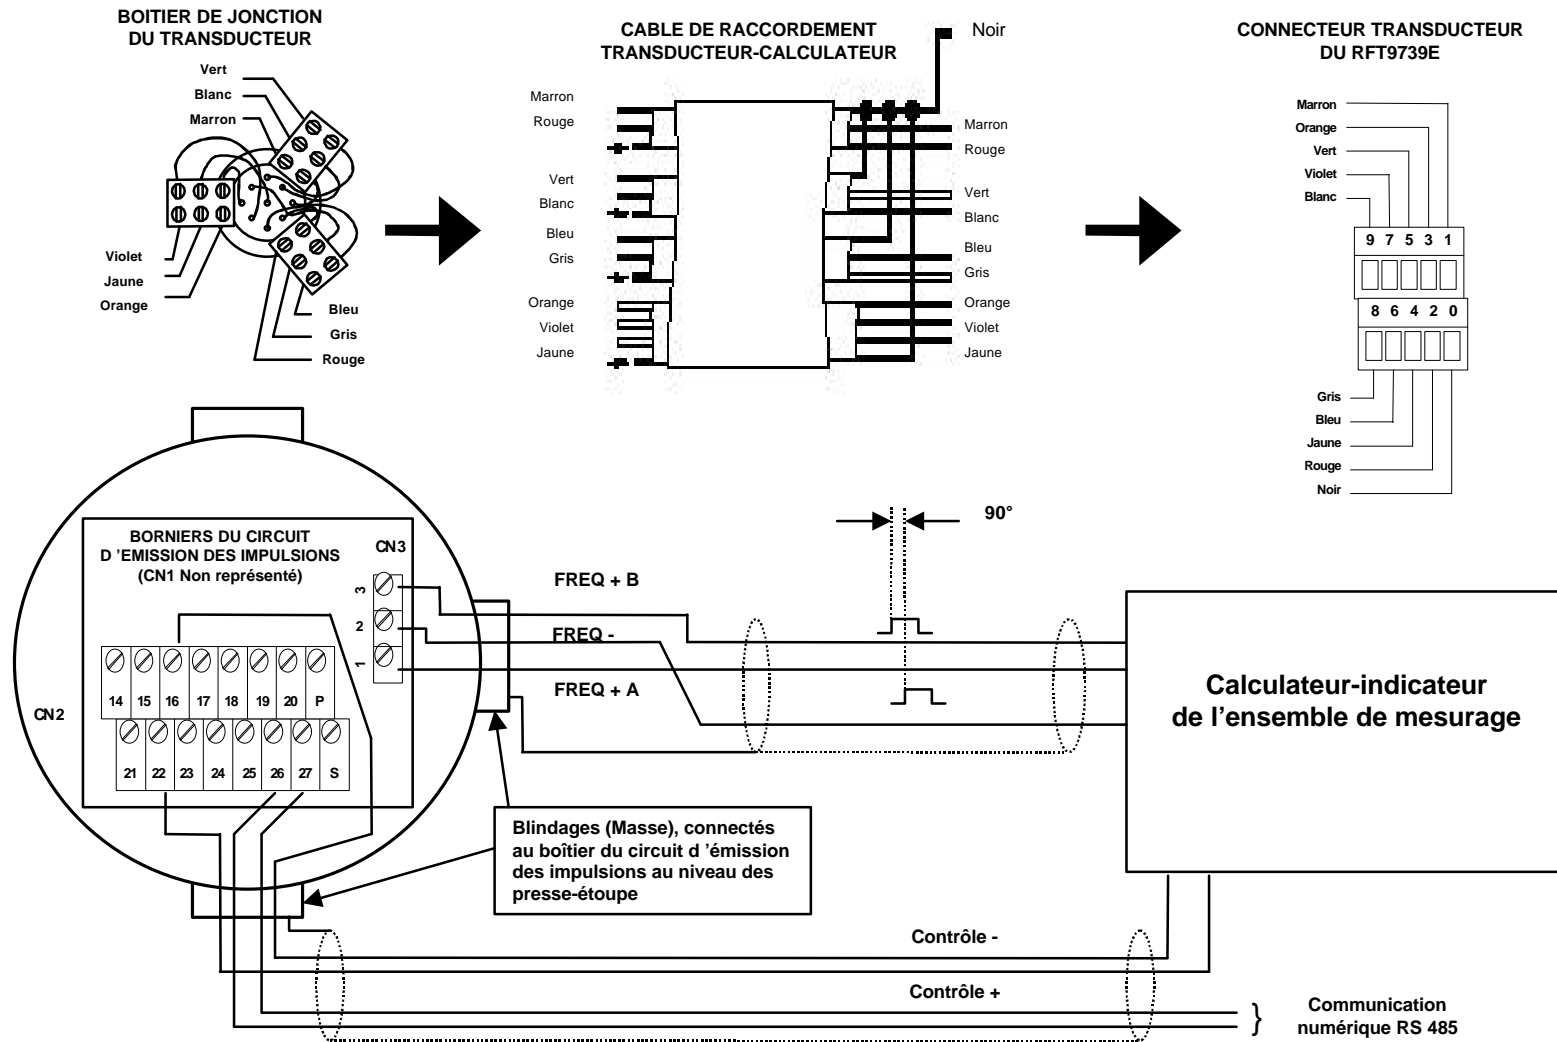 BOITIER DE JONCTION
DU TRANSDUCTEUR
Vert
Blanc
Marron
Violet
Jaune
Orange
Bleu
Gris
Rouge
CABLE DE RACCORDEMENT
TRANSDUCTEUR-CALCULATEUR
Noir
Marron
Rouge
Vert
Blanc
Bleu
Gris
Orange
Violet
Jaune
Marron
Rouge
Vert
Blanc
Bleu
Gris
Orange
Violet
Jaune
CONNECTEUR TRANSDUCTEUR
DU RFT9739E
Marron
Orange
Vert
Violet
Blanc
9 7 5 3 1
8 6 4 2 0
Gris
Bleu
Jaune
Rouge
Noir
BORNIERS DU CIRCUIT
D ’EMISSION DES IMPULSIONS
(CN1 Non représenté)
CN3
3
2
1
CN2
14 15 16 17 18 19 20 P
21 22 23 24 25 26 27 S
FREQ + B
FREQ -
FREQ + A
90°
Calculateur-indicateur
de l’ensemble de mesurage
Blindages (Masse), connectés
au boîtier du circuit d ’émission
des impulsions au niveau des
presse-étoupe
Contrôle -
Contrôle +
} Communication
numérique RS 485